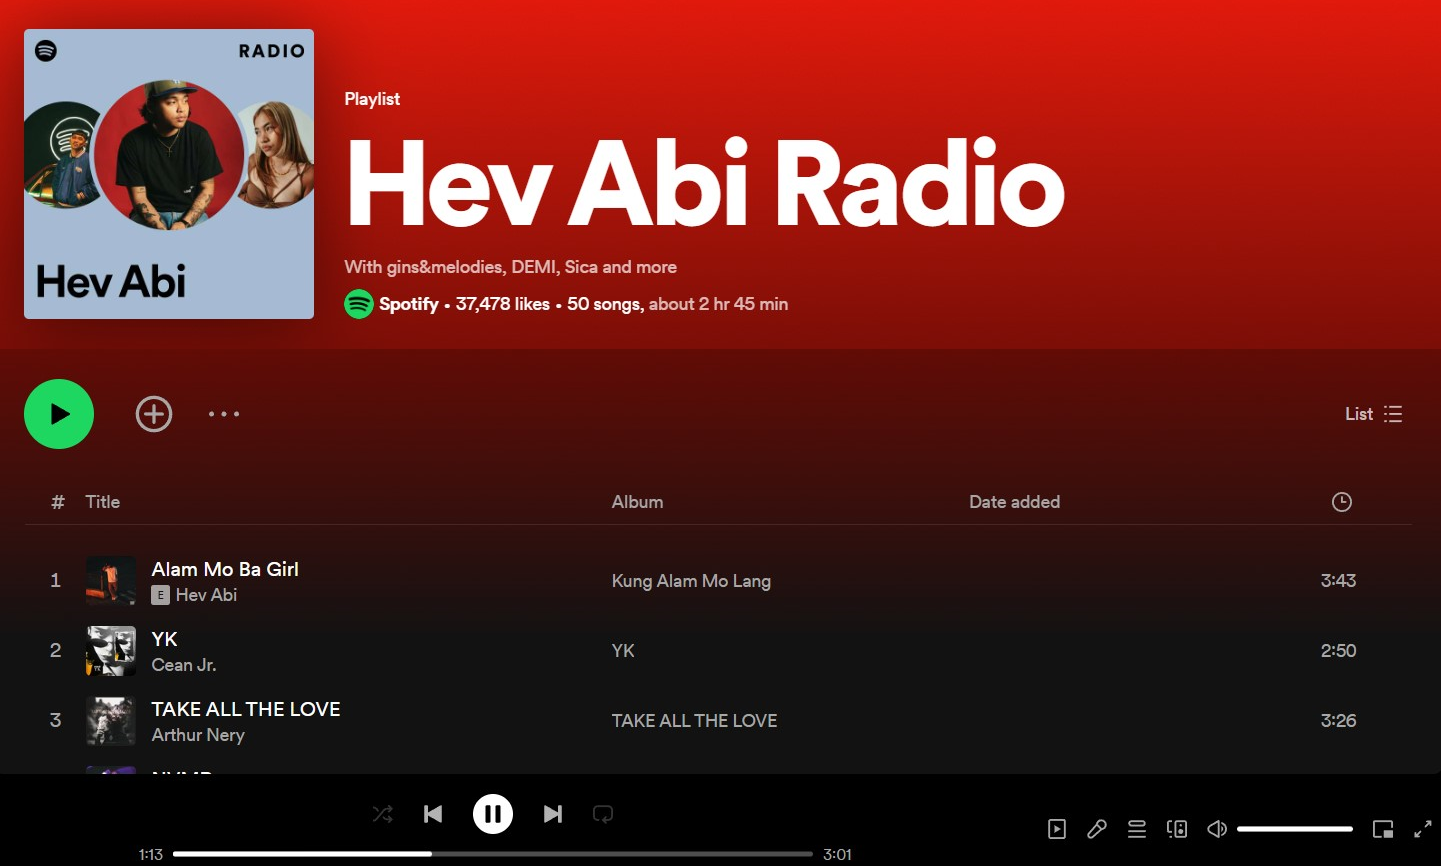 RADIO
Hev Abi
Playlist
Hev Abi Radio
With gins&melodies, DEMI, Sica and more
Spotify • 37,478 likes • 50 songs, about 2 hr 45 min
List
# Title Album Date added
1 Alam Mo Ba Girl Kung Alam Mo Lang 3:43
E Hev Abi
2 YK YK 2:50
Cean Jr.
3 TAKE ALL THE LOVE TAKE ALL THE LOVE 3:26
Arthur Nery
1:13 3:01